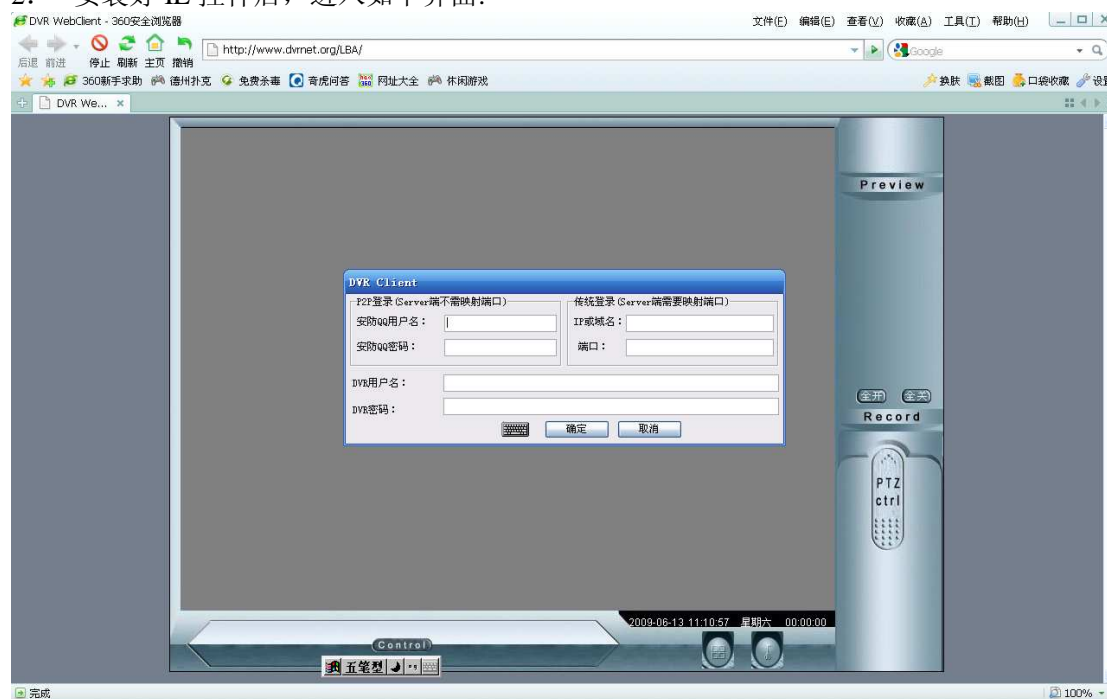 2. 安装好 IE 控件后，进入如下界面：
DVR WebClient - 360安全浏览器
文件(F) 编辑(E) 查看(V) 收藏(A) 工具(T) 帮助(H)
http://www.dvrnet.org/LBA/
Google
后退 前进 停止 刷新 主页 撤销
360新手求助 德州扑克 免费杀毒 奇虎问答 网址大全 休闲游戏
换肤 截图 口袋收藏
DVR We...
Preview
DVR Client
P2P登录(Server端不需映射端口)
传统登录(Server端需要映射端口)
安防QQ用户名：
IP或域名：
安防QQ密码：
端口：
DVR用户名：
DVR密码：
确定 取消
全开 全关
Record
PTZ
ctrl
2009-06-13 11:10:57 星期六 00:00:00
Control
五笔型
完成
100%